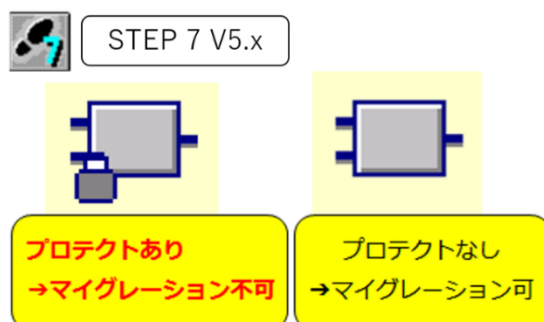 7
STEP 7 V5.x
プロテクトあり
→マイグレーション不可
プロテクトなし
→マイグレーション可